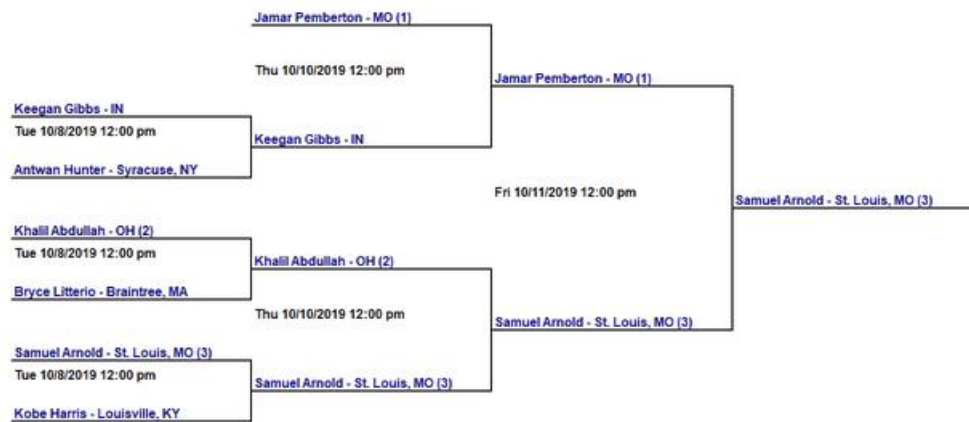 Jamar Pemberton - MO (1)
Thu 10/10/2019 12:00 pm
Jamar Pemberton - MO (1)
Keegan Gibbs - IN
Tue 10/8/2019 12:00 pm
Keegan Gibbs - IN
Antwan Hunter - Syracuse, NY
Fri 10/11/2019 12:00 pm
Samuel Arnold - St. Louis, MO (3)
Khalil Abdullah - OH (2)
Tue 10/8/2019 12:00 pm
Khalil Abdullah - OH (2)
Bryce Litterio - Braintree, MA
Thu 10/10/2019 12:00 pm
Samuel Arnold - St. Louis, MO (3)
Samuel Arnold - St. Louis, MO (3)
Tue 10/8/2019 12:00 pm
Samuel Arnold - St. Louis, MO (3)
Kobe Harris - Louisville, KY